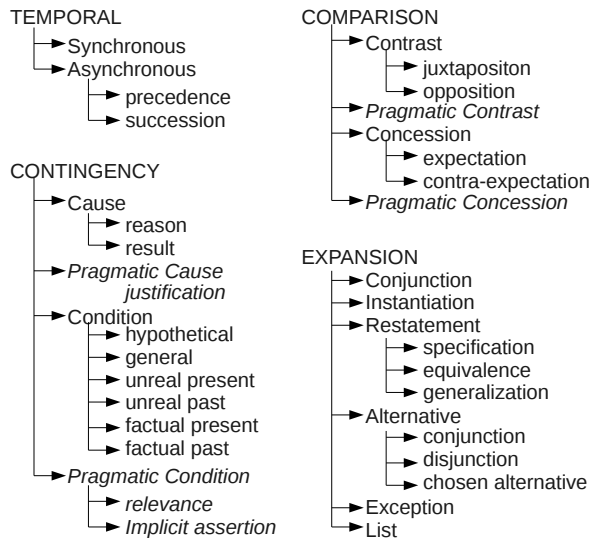 TEMPORAL
Synchronous
Asynchronous
precedence
succession
CONTINGENCY
Cause
reason
result
Pragmatic Cause
justification
Condition
hypothetical
general
unreal present
unreal past
factual present
factual past
Pragmatic Condition
relevance
Implicit assertion
COMPARISON
Contrast
juxtapositon
opposition
Pragmatic Contrast
Concession
expectation
contra-expectation
Pragmatic Concession
EXPANSION
Conjunction
Instantiation
Restatement
specification
equivalence
generalization
Alternative
conjunction
disjunction
chosen alternative
Exception
List